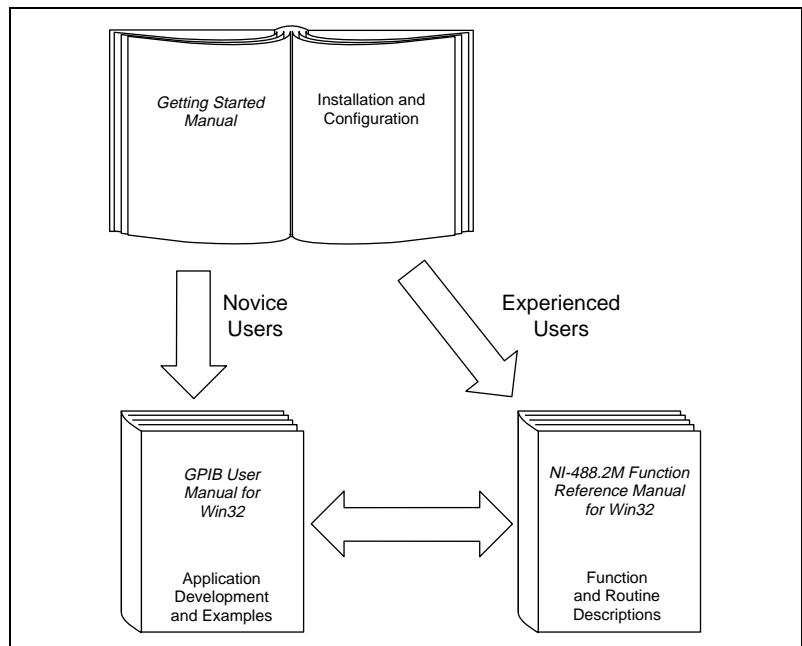 Getting Started
Manual
Installation and
Configuration
Novice
Users
Experienced
Users
GPIB User
Manual for
Win32
Application
Development
and Examples
NI-488.2M Function
Reference Manual
for Win32
Function
and Routine
Descriptions